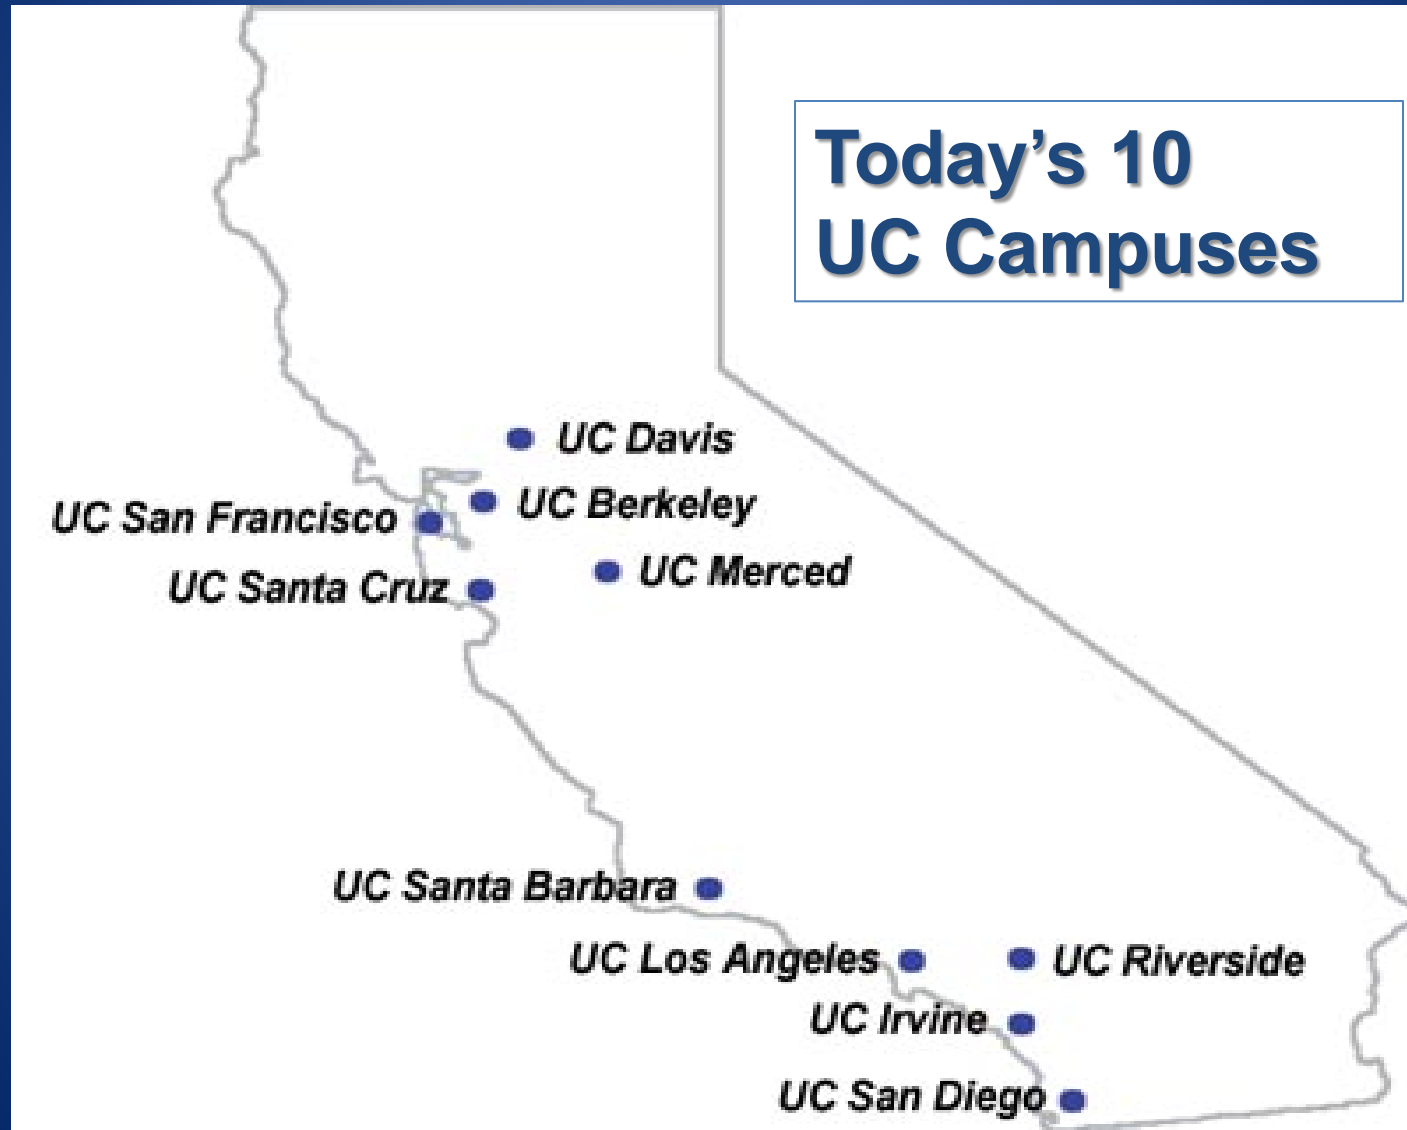 Today’s 10
UC Campuses
UC Davis
UC Berkeley
UC San Francisco
UC Merced
UC Santa Cruz
UC Santa Barbara
UC Los Angeles
UC Riverside
UC Irvine
UC San Diego